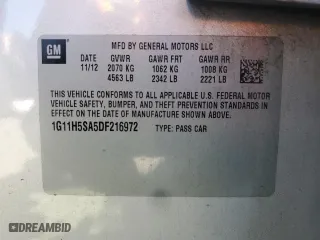 GM
MFD BY GENERAL MOTORS LLC
DATE GVWR GAWR FRT GAWR RR
11/12 2070 KG 1062 KG 1008 KG
4563 LB 2342 LB 2221 LB
THIS VEHICLE CONFORMS TO ALL APPLICABLE U.S. FEDERAL MOTOR
VEHICLE SAFETY, BUMPER, AND THEFT PREVENTION STANDARDS IN
EFFECT ON THE DATE OF MANUFACTURE SHOWN ABOVE.
1G11H5SA5DF216972 TYPE: PASS CAR
AUTOBIDMASTER